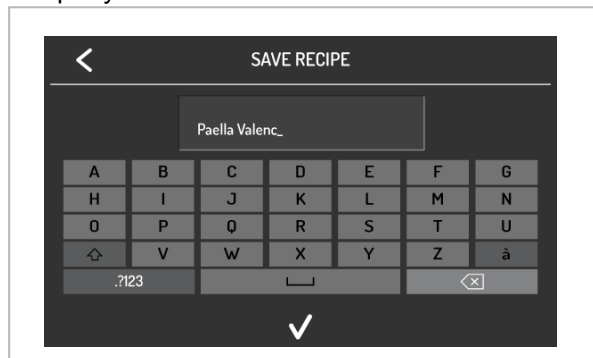 SAVE RECIPE
Paella Valenc_
A B C D E F G
H I J K L M N
O P Q R S T U
V W X Y Z à
.?123